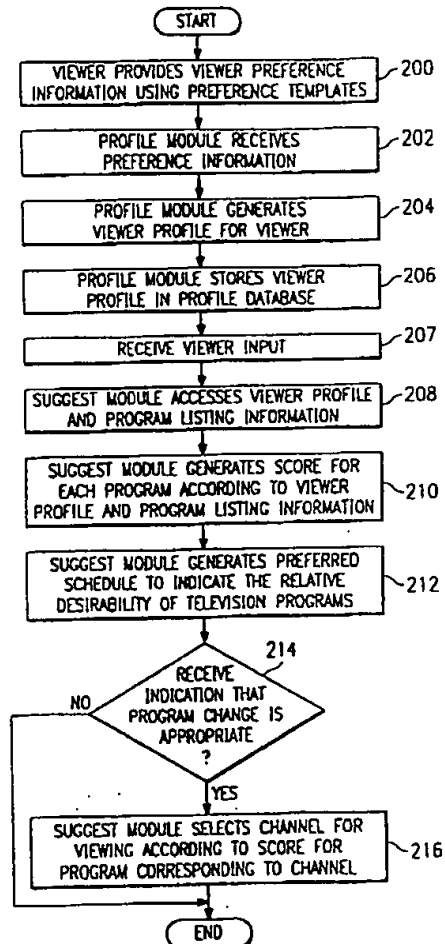 START
VIEWER PROVIDES VIEWER PREFERENCE
INFORMATION USING PREFERENCE TEMPLATES
200
PROFILE MODULE RECEIVES
PREFERENCE INFORMATION
202
PROFILE MODULE GENERATES
VIEWER PROFILE FOR VIEWER
204
PROFILE MODULE STORES VIEWER
PROFILE IN PROFILE DATABASE
206
RECEIVE VIEWER INPUT
207
SUGGEST MODULE ACCESSES VIEWER PROFILE
AND PROGRAM LISTING INFORMATION
208
SUGGEST MODULE GENERATES SCORE FOR
EACH PROGRAM ACCORDING TO VIEWER
PROFILE AND PROGRAM LISTING INFORMATION
210
SUGGEST MODULE GENERATES PREFERRED
SCHEDULE TO INDICATE THE RELATIVE
DESIRABILITY OF TELEVISION PROGRAMS
212
214
RECEIVE
INDICATION THAT
PROGRAM CHANGE IS
APPROPRIATE
?
NO
YES
SUGGEST MODULE SELECTS CHANNEL FOR
VIEWING ACCORDING TO SCORE FOR
PROGRAM CORRESPONDING TO CHANNEL
216
END